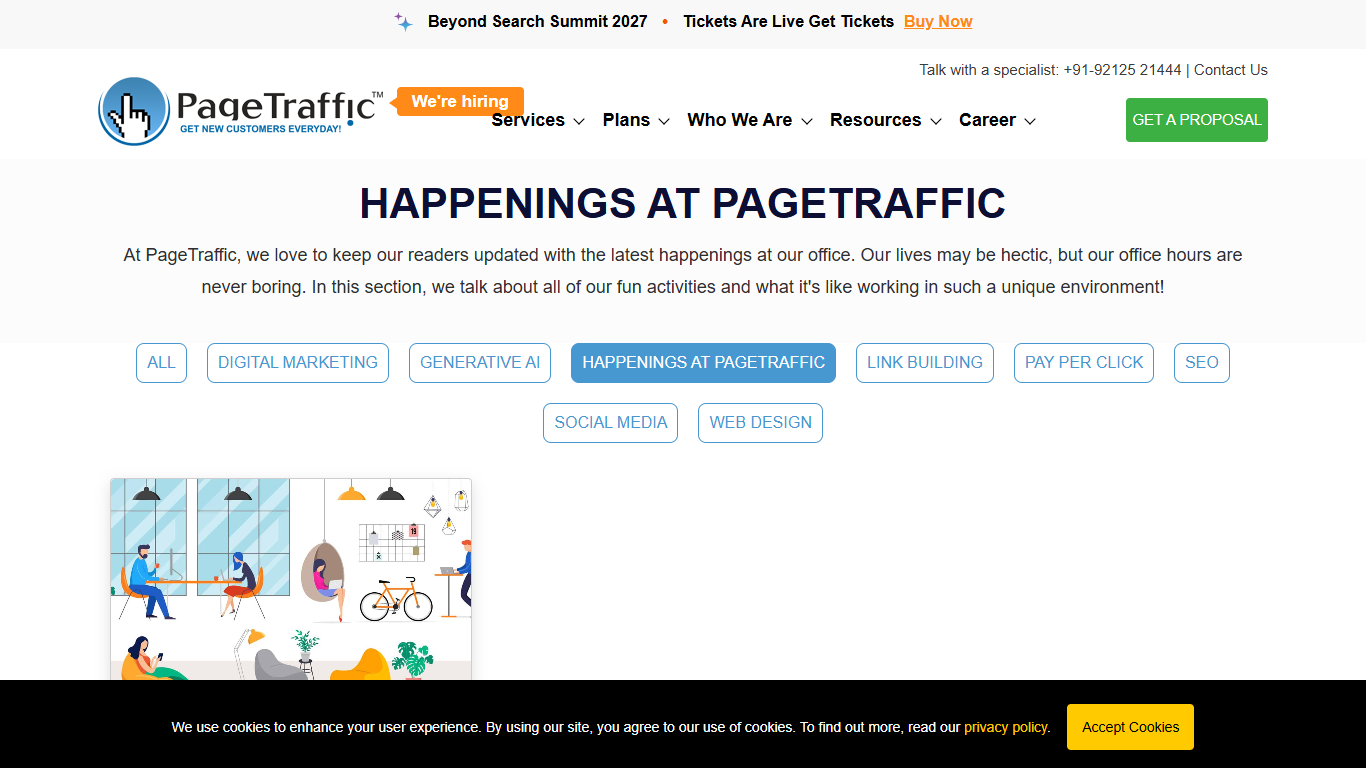 Beyond Search Summit 2027 • Tickets Are Live Get Tickets Buy Now
Talk with a specialist: +91-92125 21444 | Contact Us
PageTraffic™
GET NEW CUSTOMERS EVERYDAY!
We're hiring
Services Plans Who We Are Resources Career
GET A PROPOSAL
HAPPENINGS AT PAGETRAFFIC
At PageTraffic, we love to keep our readers updated with the latest happenings at our office. Our lives may be hectic, but our office hours are
never boring. In this section, we talk about all of our fun activities and what it's like working in such a unique environment!
ALL DIGITAL MARKETING GENERATIVE AI HAPPENINGS AT PAGETRAFFIC LINK BUILDING PAY PER CLICK SEO
SOCIAL MEDIA WEB DESIGN
19
We use cookies to enhance your user experience. By using our site, you agree to our use of cookies. To find out more, read our privacy policy.
Accept Cookies